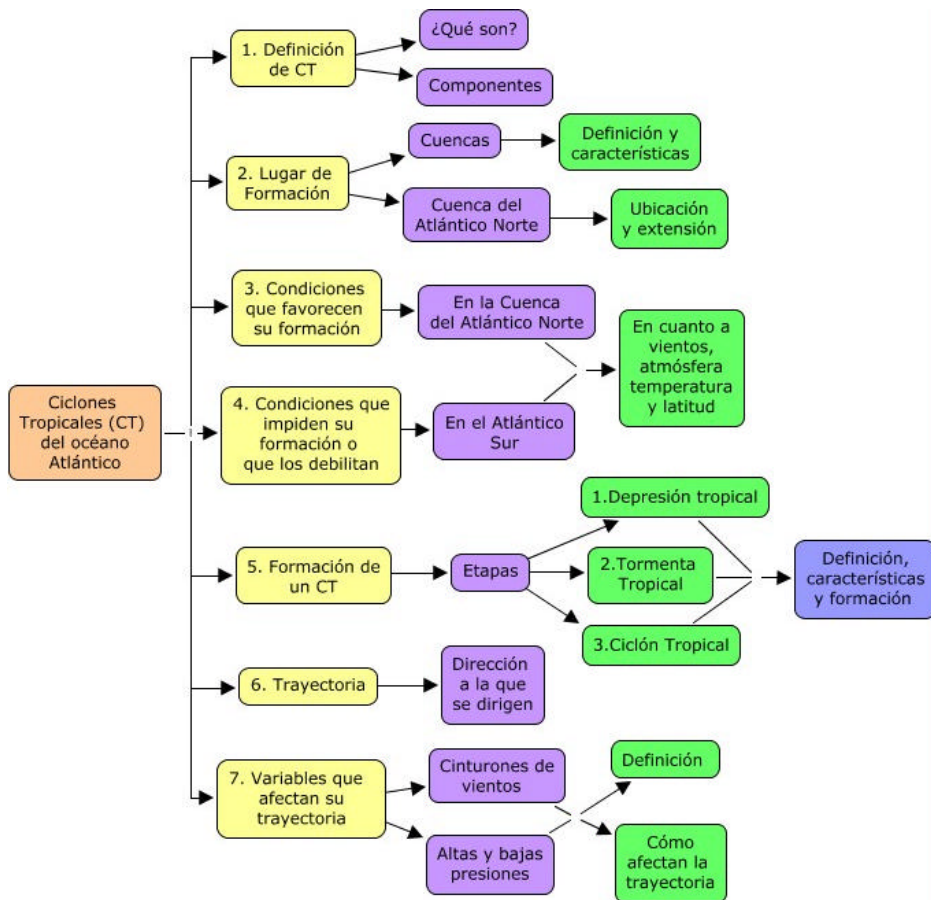 Ciclones
Tropicales (CT)
del océano
Atlántico
1. Definición
de CT
¿Qué son?
Componentes
2. Lugar de
Formación
Cuencas
Definición y
características
Cuenca del
Atlántico Norte
Ubicación
y extensión
3. Condiciones
que favorecen
su formación
En la Cuenca
del Atlántico Norte
4. Condiciones que
impiden su
formación o
que los debilitan
En el Atlántico
Sur
En cuanto a
vientos,
atmósfera
temperatura
y latitud
5. Formación de
un CT
Etapas
1.Depresión tropical
2.Tormenta
Tropical
3.Ciclón Tropical
Definición,
características
y formación
6. Trayectoria
Dirección
a la que
se dirigen
7. Variables que
afectan su
trayectoria
Cinturones de
vientos
Altas y bajas
presiones
Definición
Cómo
afectan la
trayectoria